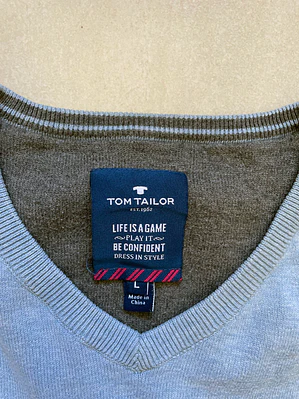 TOM TAILOR
EST. 1962
LIFE IS A GAME
PLAY IT
BE CONFIDENT
DRESS IN STYLE
L
Made in
China